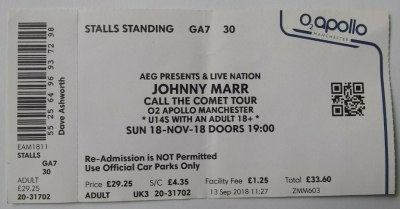 STALLS STANDING GA7 30
O2 apollo
MANCHESTER
AEG PRESENTS & LIVE NATION
JOHNNY MARR
CALL THE COMET TOUR
O2 APOLLO MANCHESTER
* U14S WITH AN ADULT 18+ *
SUN 18-NOV-18 DOORS 19:00
55 25 64 96 93 72 98
Dave Ashworth
EAM1811
STALLS
GA7
30
ADULT
£29.25
20-31702
Re-Admission is NOT Permitted
Use Official Car Parks Only
Price £29.25 S/C £4.35 Facility Fee £1.25 Total £33.60
ADULT UK3 20-31702 13 Sep 2018 11:27 ZMM603